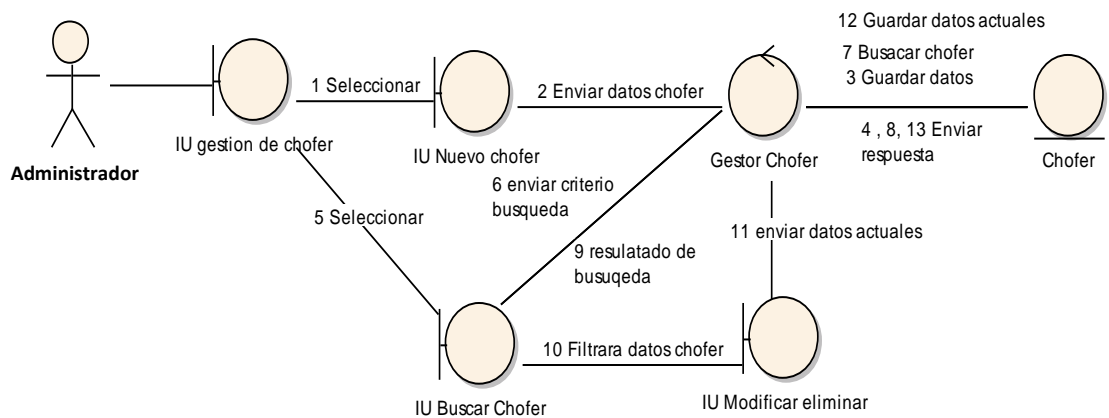 12 Guardar datos actuales
7 Busacar chofer
3 Guardar datos
1 Seleccionar
2 Enviar datos chofer
4 , 8, 13 Enviar
respuesta
IU gestion de chofer
IU Nuevo chofer
Gestor Chofer
Chofer
Administrador
6 enviar criterio
busqueda
5 Seleccionar
11 enviar datos actuales
9 resulatado de
busuqeda
10 Filtrara datos chofer
IU Buscar Chofer
IU Modificar eliminar